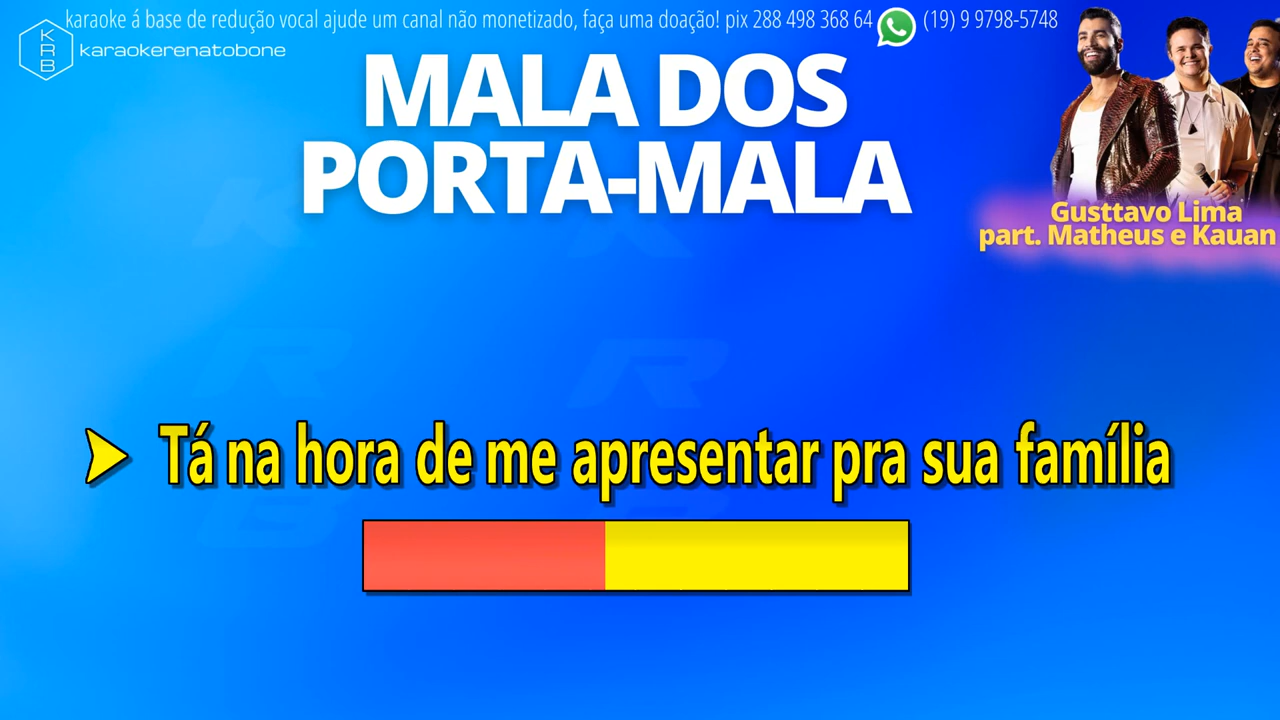 karaoke á base de redução vocal ajude um canal não monetizado, faça uma doação! pix 288 498 368 64 (19) 9 9798-5748
K
R
B
karaokerenatobone
MALA DOS
PORTA-MALA
Gusttavo Lima
part. Matheus e Kauan
K
K
R
R
B
B
Tá na hora de me apresentar pra sua família